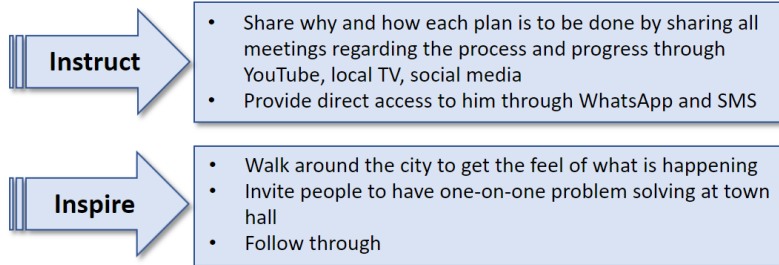 Instruct
• Share why and how each plan is to be done by sharing all
meetings regarding the process and progress through
YouTube, local TV, social media
• Provide direct access to him through WhatsApp and SMS
Inspire
• Walk around the city to get the feel of what is happening
• Invite people to have one-on-one problem solving at town
hall
• Follow through